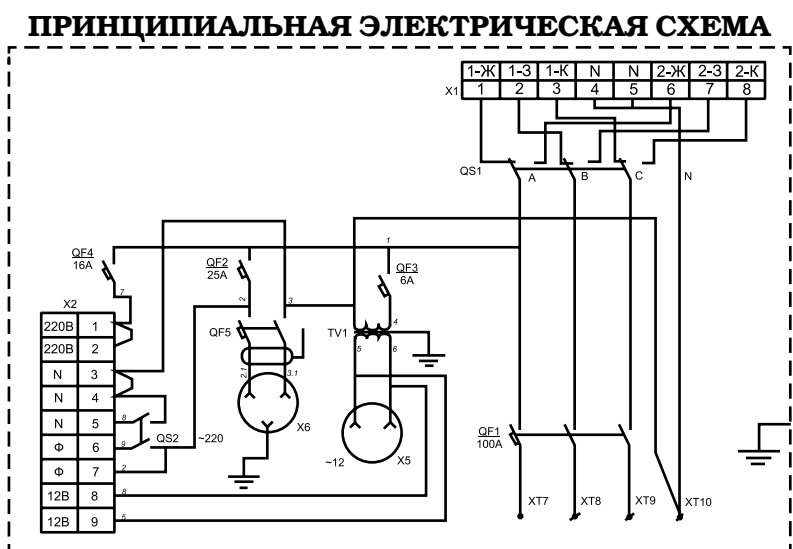 ПРИНЦИПИАЛЬНАЯ ЭЛЕКТРИЧЕСКАЯ СХЕМА
1-Ж 1-З 1-К N N 2-Ж 2-З 2-К
X1 1 2 3 4 5 6 7 8
QS1 A B C N
1
QF4
16A
QF2
25A
QF3
6A
7
2
3
4
X2
220В 1
220В 2
N 3
N 4
N 5
Ф 6
Ф 7
12В 8
12В 9
QF5
TV1
5
6
2.1
3.1
8
9
2
8
5
QS2
~220
X6
~12
X5
QF1
100A
XT7 XT8 XT9 XT10